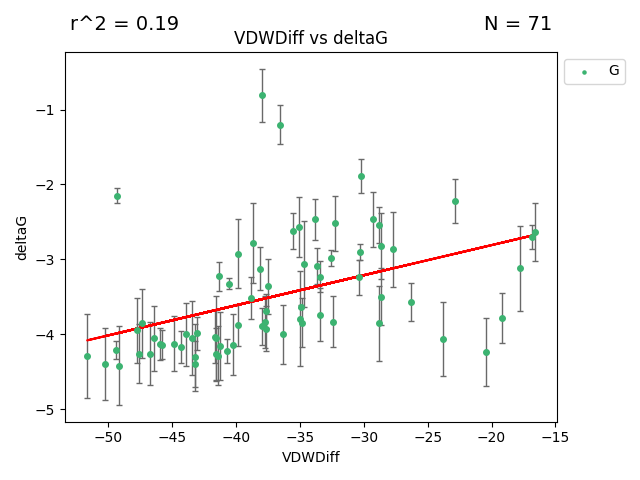 r^2 = 0.19
N = 71
VDWDiff vs deltaG
G
deltaG
−1
−2
−3
−4
−5
−50
−45
−40
−35
−30
−25
−20
−15
VDWDiff